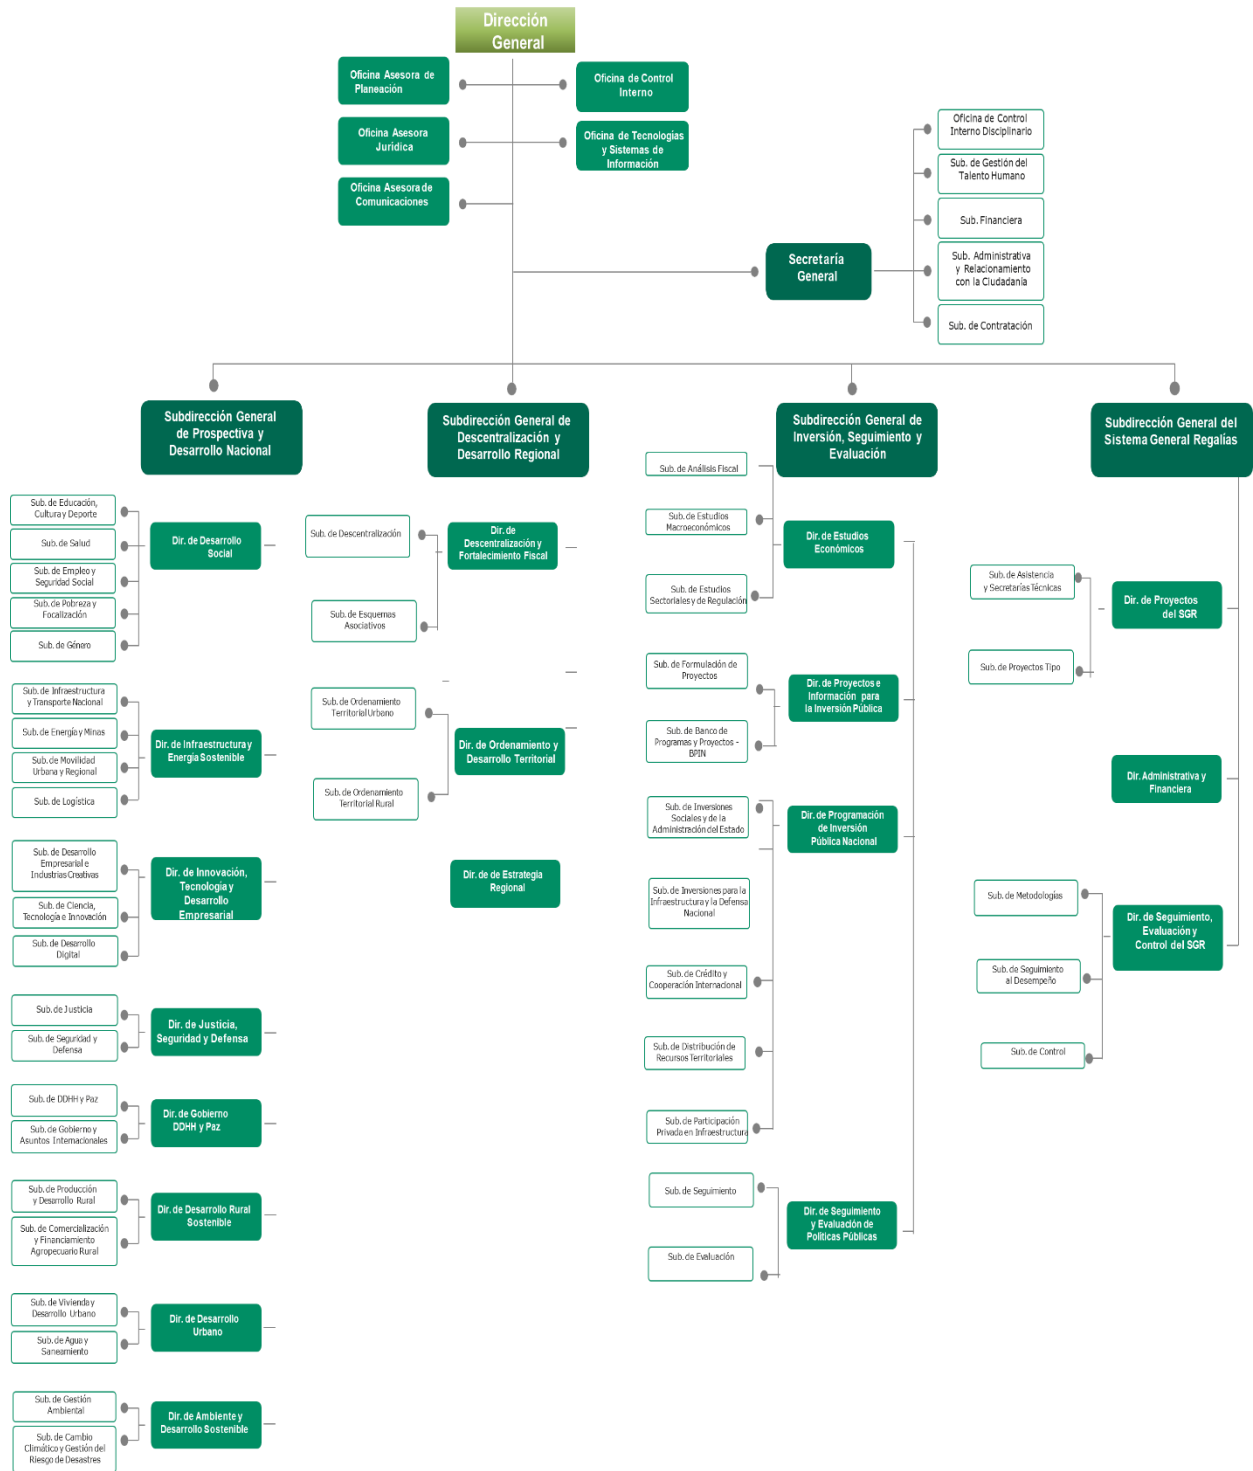 Dirección
General
Oficina Asesora de
Planeación
Oficina de Control
Interno
Oficina Asesora
Jurídica
Oficina de Tecnologías
y Sistemas de
Información
Oficina Asesora de
Comunicaciones
Oficina de Control
Interno Disciplinario
Sub. de Gestión del
Talento Humano
Sub. Financiera
Sub. Administrativa
y Relacionamiento
con la Ciudadanía
Sub. de Contratación
Secretaría
General
Subdirección General
de Prospectiva y
Desarrollo Nacional
Subdirección General de
Descentralización y
Desarrollo Regional
Subdirección General de
Inversión, Seguimiento y
Evaluación
Subdirección General del
Sistema General Regalías
Sub. de Educación,
Cultura y Deporte
Sub. de Salud
Sub. de Empleo y
Seguridad Social
Sub. de Pobreza y
Focalización
Sub. de Género
Dir. de Desarrollo
Social
Sub. de Infraestructura
y Transporte Nacional
Sub. de Energía y Minas
Sub. de Movilidad
Urbana y Regional
Sub. de Logística
Dir. de Infraestructura y
Energía Sostenible
Sub. de Desarrollo
Empresarial e
Industrias Creativas
Sub. de Ciencia,
Tecnología e Innovación
Sub. de Desarrollo
Digital
Dir. de Innovación,
Tecnología y
Desarrollo
Empresarial
Sub. de Justicia
Sub. de Seguridad y
Defensa
Dir. de Justicia,
Seguridad y Defensa
Sub. de DDHH y Paz
Sub. de Gobierno y
Asuntos Internacionales
Dir. de Gobierno
DDHH y Paz
Sub. de Producción
y Desarrollo Rural
Sub. de Comercialización
y Financiamiento
Agropecuario Rural
Dir. de Desarrollo Rural
Sostenible
Sub. de Vivienda y
Desarrollo Urbano
Sub. de Agua y
Saneamiento
Dir. de Desarrollo
Urbano
Sub. de Gestión
Ambiental
Sub. de Cambio
Climático y Gestión del
Riesgo de Desastres
Dir. de Ambiente y
Desarrollo Sostenible
Sub. de Descentralización
Sub. de Esquemas
Asociativos
Dir. de
Descentralización y
Fortalecimiento Fiscal
Sub. de Ordenamiento
Territorial Urbano
Sub. de Ordenamiento
Territorial Rural
Dir. de Ordenamiento y
Desarrollo Territorial
Dir. de de Estrategia
Regional
Sub. de Análisis Fiscal
Sub. de Estudios
Macroeconómicos
Sub. de Estudios
Sectoriales y de Regulación
Dir. de Estudios
Económicos
Sub. de Formulación de
Proyectos
Sub. de Banco de
Programas y Proyectos -
BPIN
Dir. de Proyectos e
Información para
la Inversión Pública
Sub. de Inversiones
Sociales y de la
Administración del Estado
Sub. de Inversiones para la
Infraestructura y la Defensa
Nacional
Sub. de Crédito y
Cooperación Internacional
Sub. de Distribución de
Recursos Territoriales
Sub. de Participación
Privada en Infraestructura
Dir. de Programación
de Inversión
Pública Nacional
Sub. de Seguimiento
Sub. de Evaluación
Dir. de Seguimiento
y Evaluación de
Políticas Públicas
Sub. de Asistencia
y Secretarías Técnicas
Sub. de Proyectos Tipo
Dir. de Proyectos
del SGR
Dir. Administrativa y
Financiera
Sub. de Metodologías
Sub. de Seguimiento
al Desempeño
Sub. de Control
Dir. de Seguimiento,
Evaluación y
Control del SGR